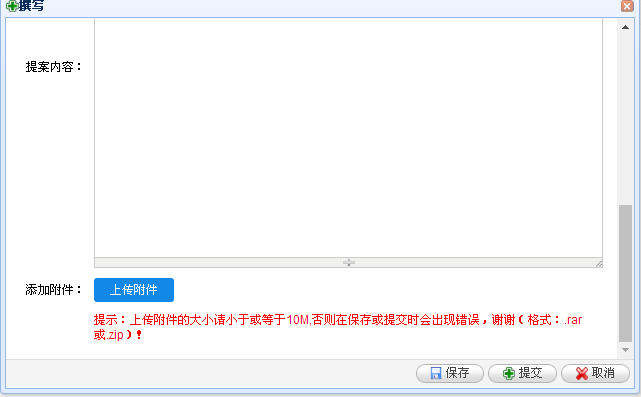 撰写
提案内容：
添加附件：
上传附件
提示：上传附件的大小请小于或等于10M,否则在保存或提交时会出现错误，谢谢（格式：.rar
或.zip）！
保存
提交
取消